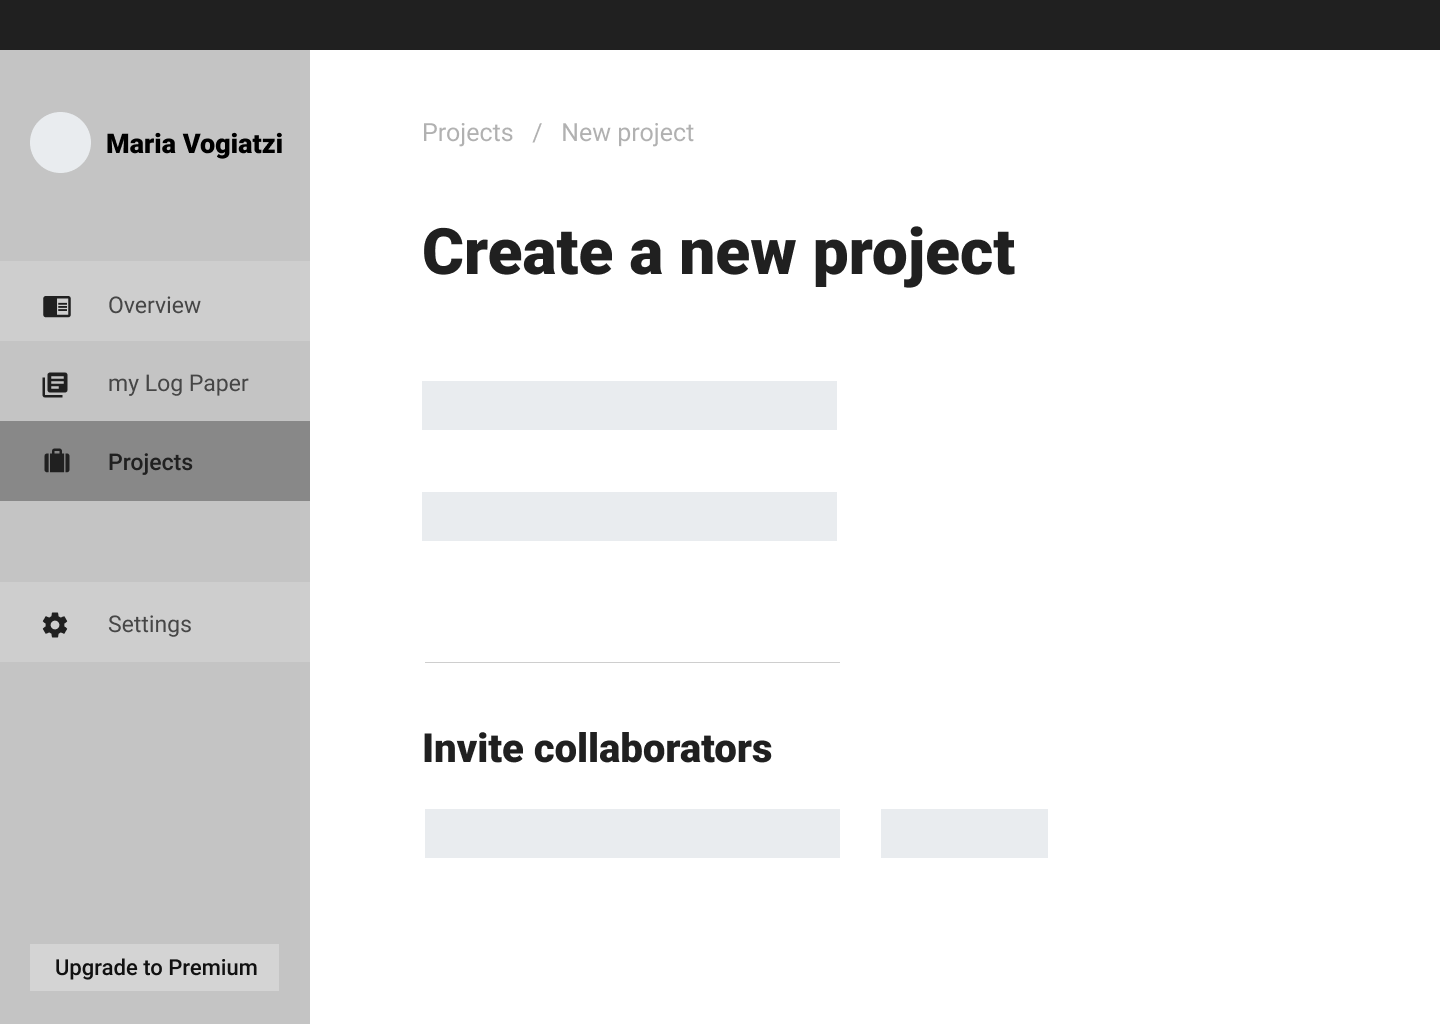 Maria Vogiatzi
Overview
my Log Paper
Projects
Settings
Upgrade to Premium
Projects / New project
Create a new project
Invite collaborators